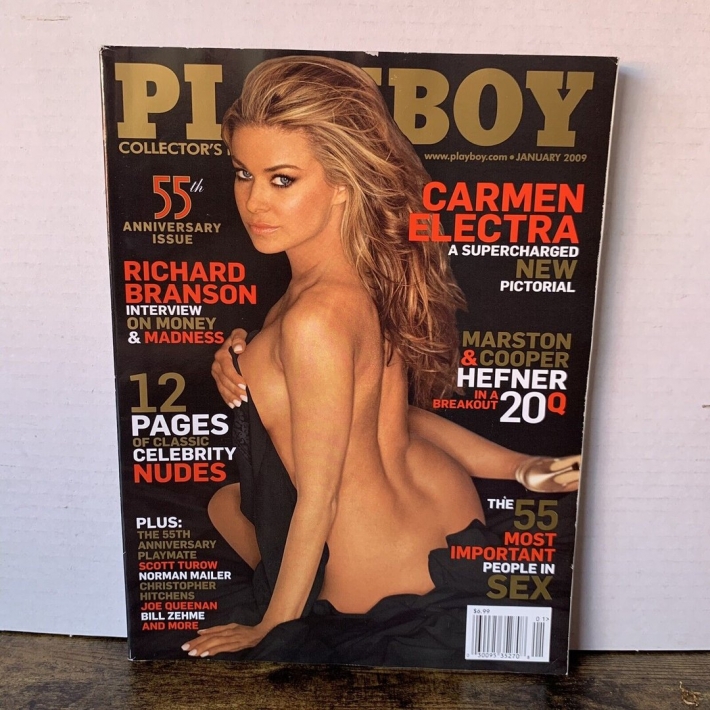 PL BOY
COLLECTOR'S
www.playboy.com • JANUARY 2009
55th
ANNIVERSARY
ISSUE
RICHARD
BRANSON
INTERVIEW
ON MONEY
& MADNESS
12
PAGES
OF CLASSIC
CELEBRITY
NUDES
PLUS:
THE 55TH
ANNIVERSARY
PLAYMATE
SCOTT TUROW
NORMAN MAILER
CHRISTOPHER
HITCHENS
JOE QUEENAN
BILL ZEHME
AND MORE
CARMEN
ELECTRA
A SUPERCHARGED
NEW
PICTORIAL
MARSTON
& COOPER
HEFNER
IN A
BREAKOUT 20Q
THE 55
MOST
IMPORTANT
PEOPLE IN
SEX
$6.99